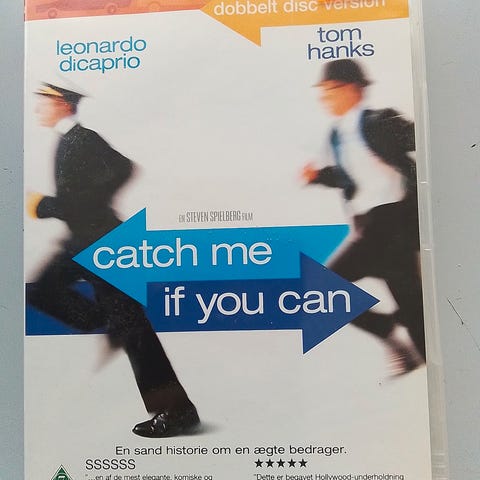 dobbelt disc version
leonardo
dicaprio
tom
hanks
EN STEVEN SPIELBERG FILM
catch me
if you can
En sand historie om en ægte bedrager.
SSSSSS
★★★★★
"...en af de mest elegante, komiske og
"Dette er begavet Hollywood-underholdning